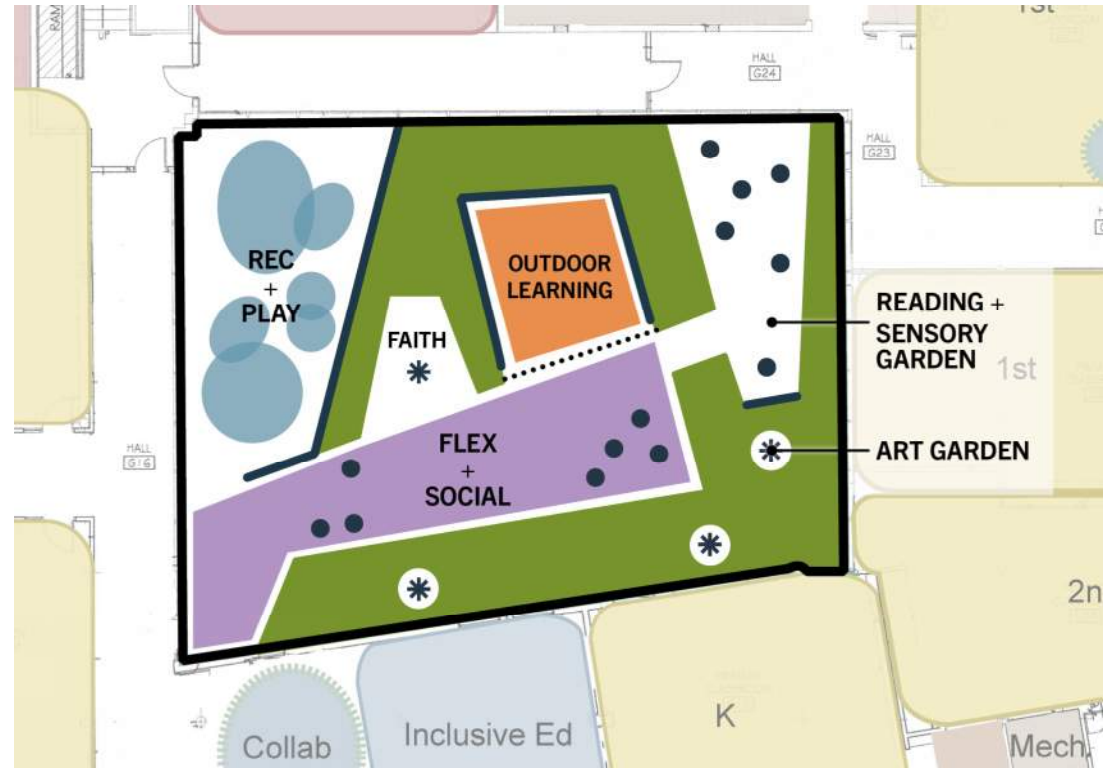 RAM
1st
HALL
G24
HALL
G23
REC
+
PLAY
OUTDOOR
LEARNING
FAITH
READING +
SENSORY
GARDEN
1st
FLEX
+
SOCIAL
ART GARDEN
HALL
G16
2n
Collab
Inclusive Ed
K
Mech.